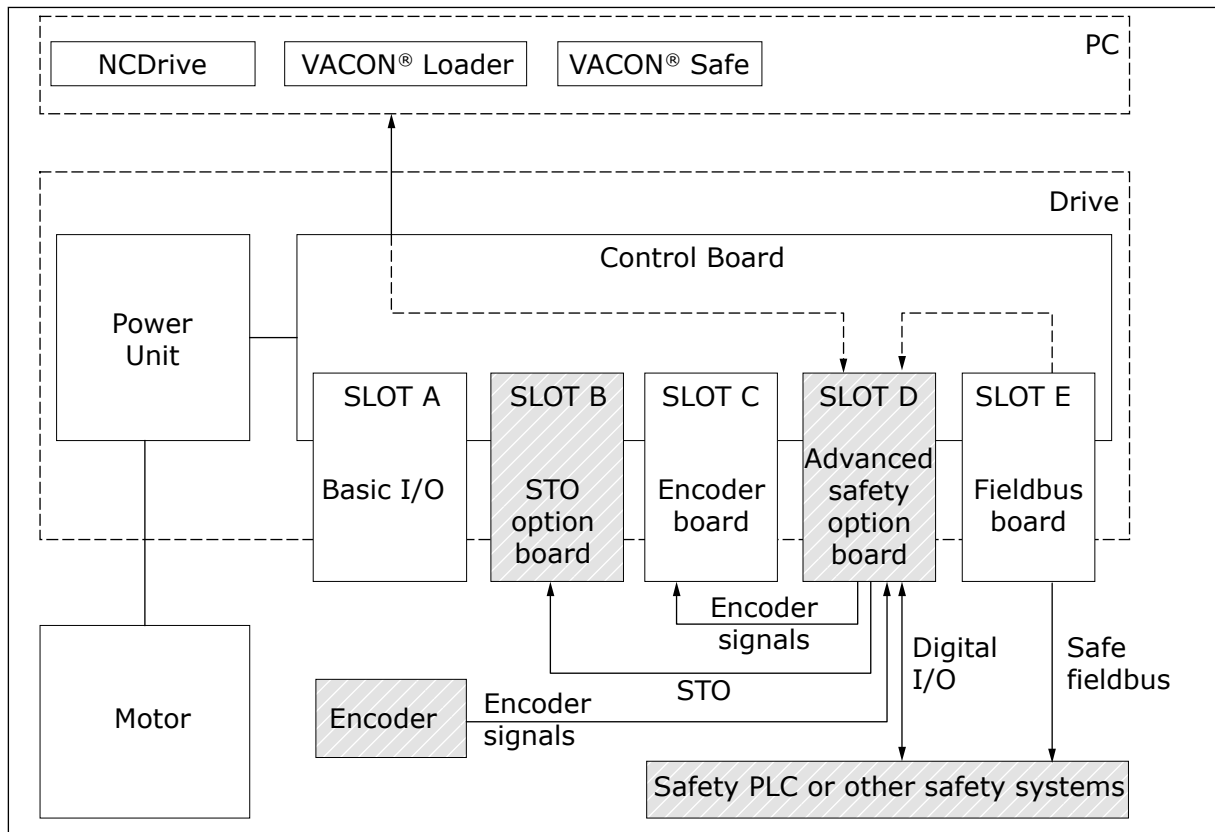 PC
NCDrive
VACON® Loader
VACON® Safe
Drive
Control Board
Power
Unit
SLOT A
Basic I/O
SLOT B
STO
option
board
SLOT C
Encoder
board
SLOT D
Advanced
safety
option
board
SLOT E
Fieldbus
board
Encoder
signals
STO
Digital
I/O
Safe
fieldbus
Motor
Encoder
Encoder
signals
Safety PLC or other safety systems